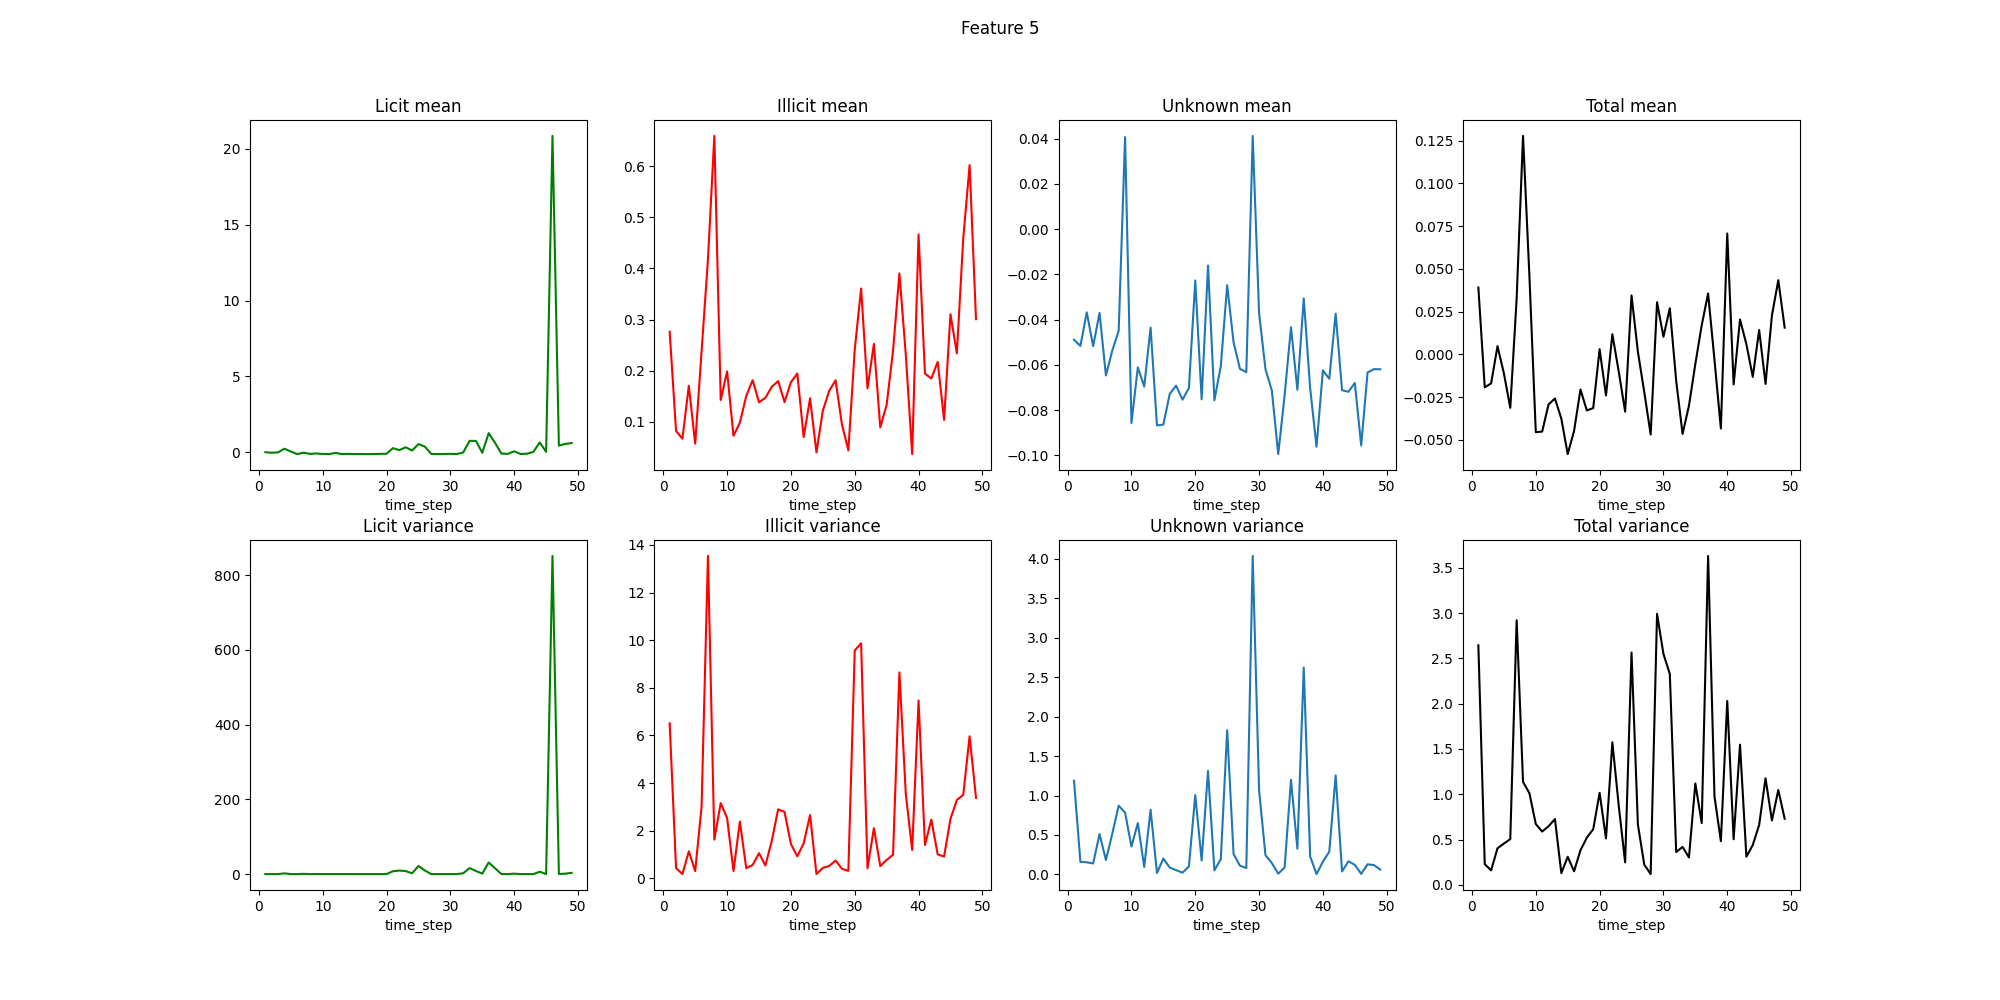 Feature 5
Licit mean
20
15
10
5
0
0 10 20 30 40 50
time_step
Illicit mean
0.6
0.5
0.4
0.3
0.2
0.1
0 10 20 30 40 50
time_step
Unknown mean
0.04
0.02
0.00
−0.02
−0.04
−0.06
−0.08
−0.10
0 10 20 30 40 50
time_step
Total mean
0.125
0.100
0.075
0.050
0.025
0.000
−0.025
−0.050
0 10 20 30 40 50
time_step
Licit variance
800
600
400
200
0
0 10 20 30 40 50
time_step
Illicit variance
14
12
10
8
6
4
2
0
0 10 20 30 40 50
time_step
Unknown variance
4.0
3.5
3.0
2.5
2.0
1.5
1.0
0.5
0.0
0 10 20 30 40 50
time_step
Total variance
3.5
3.0
2.5
2.0
1.5
1.0
0.5
0.0
0 10 20 30 40 50
time_step